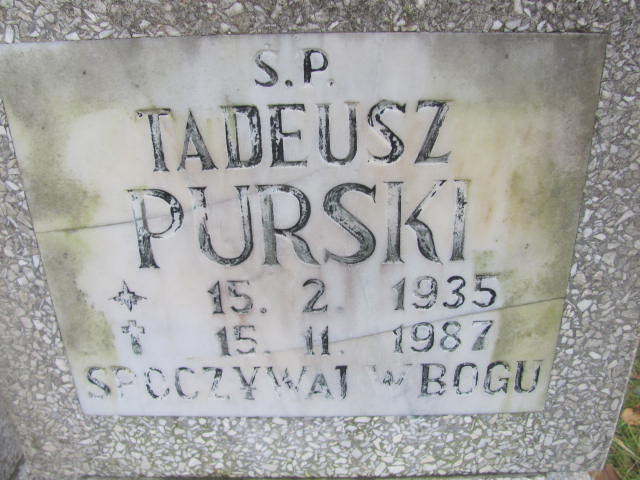 S.P.
TADEUSZ
PURSKI
15. 2. 1935
✝ 15. 11. 1987
SPOCZYWAJ W BOGU